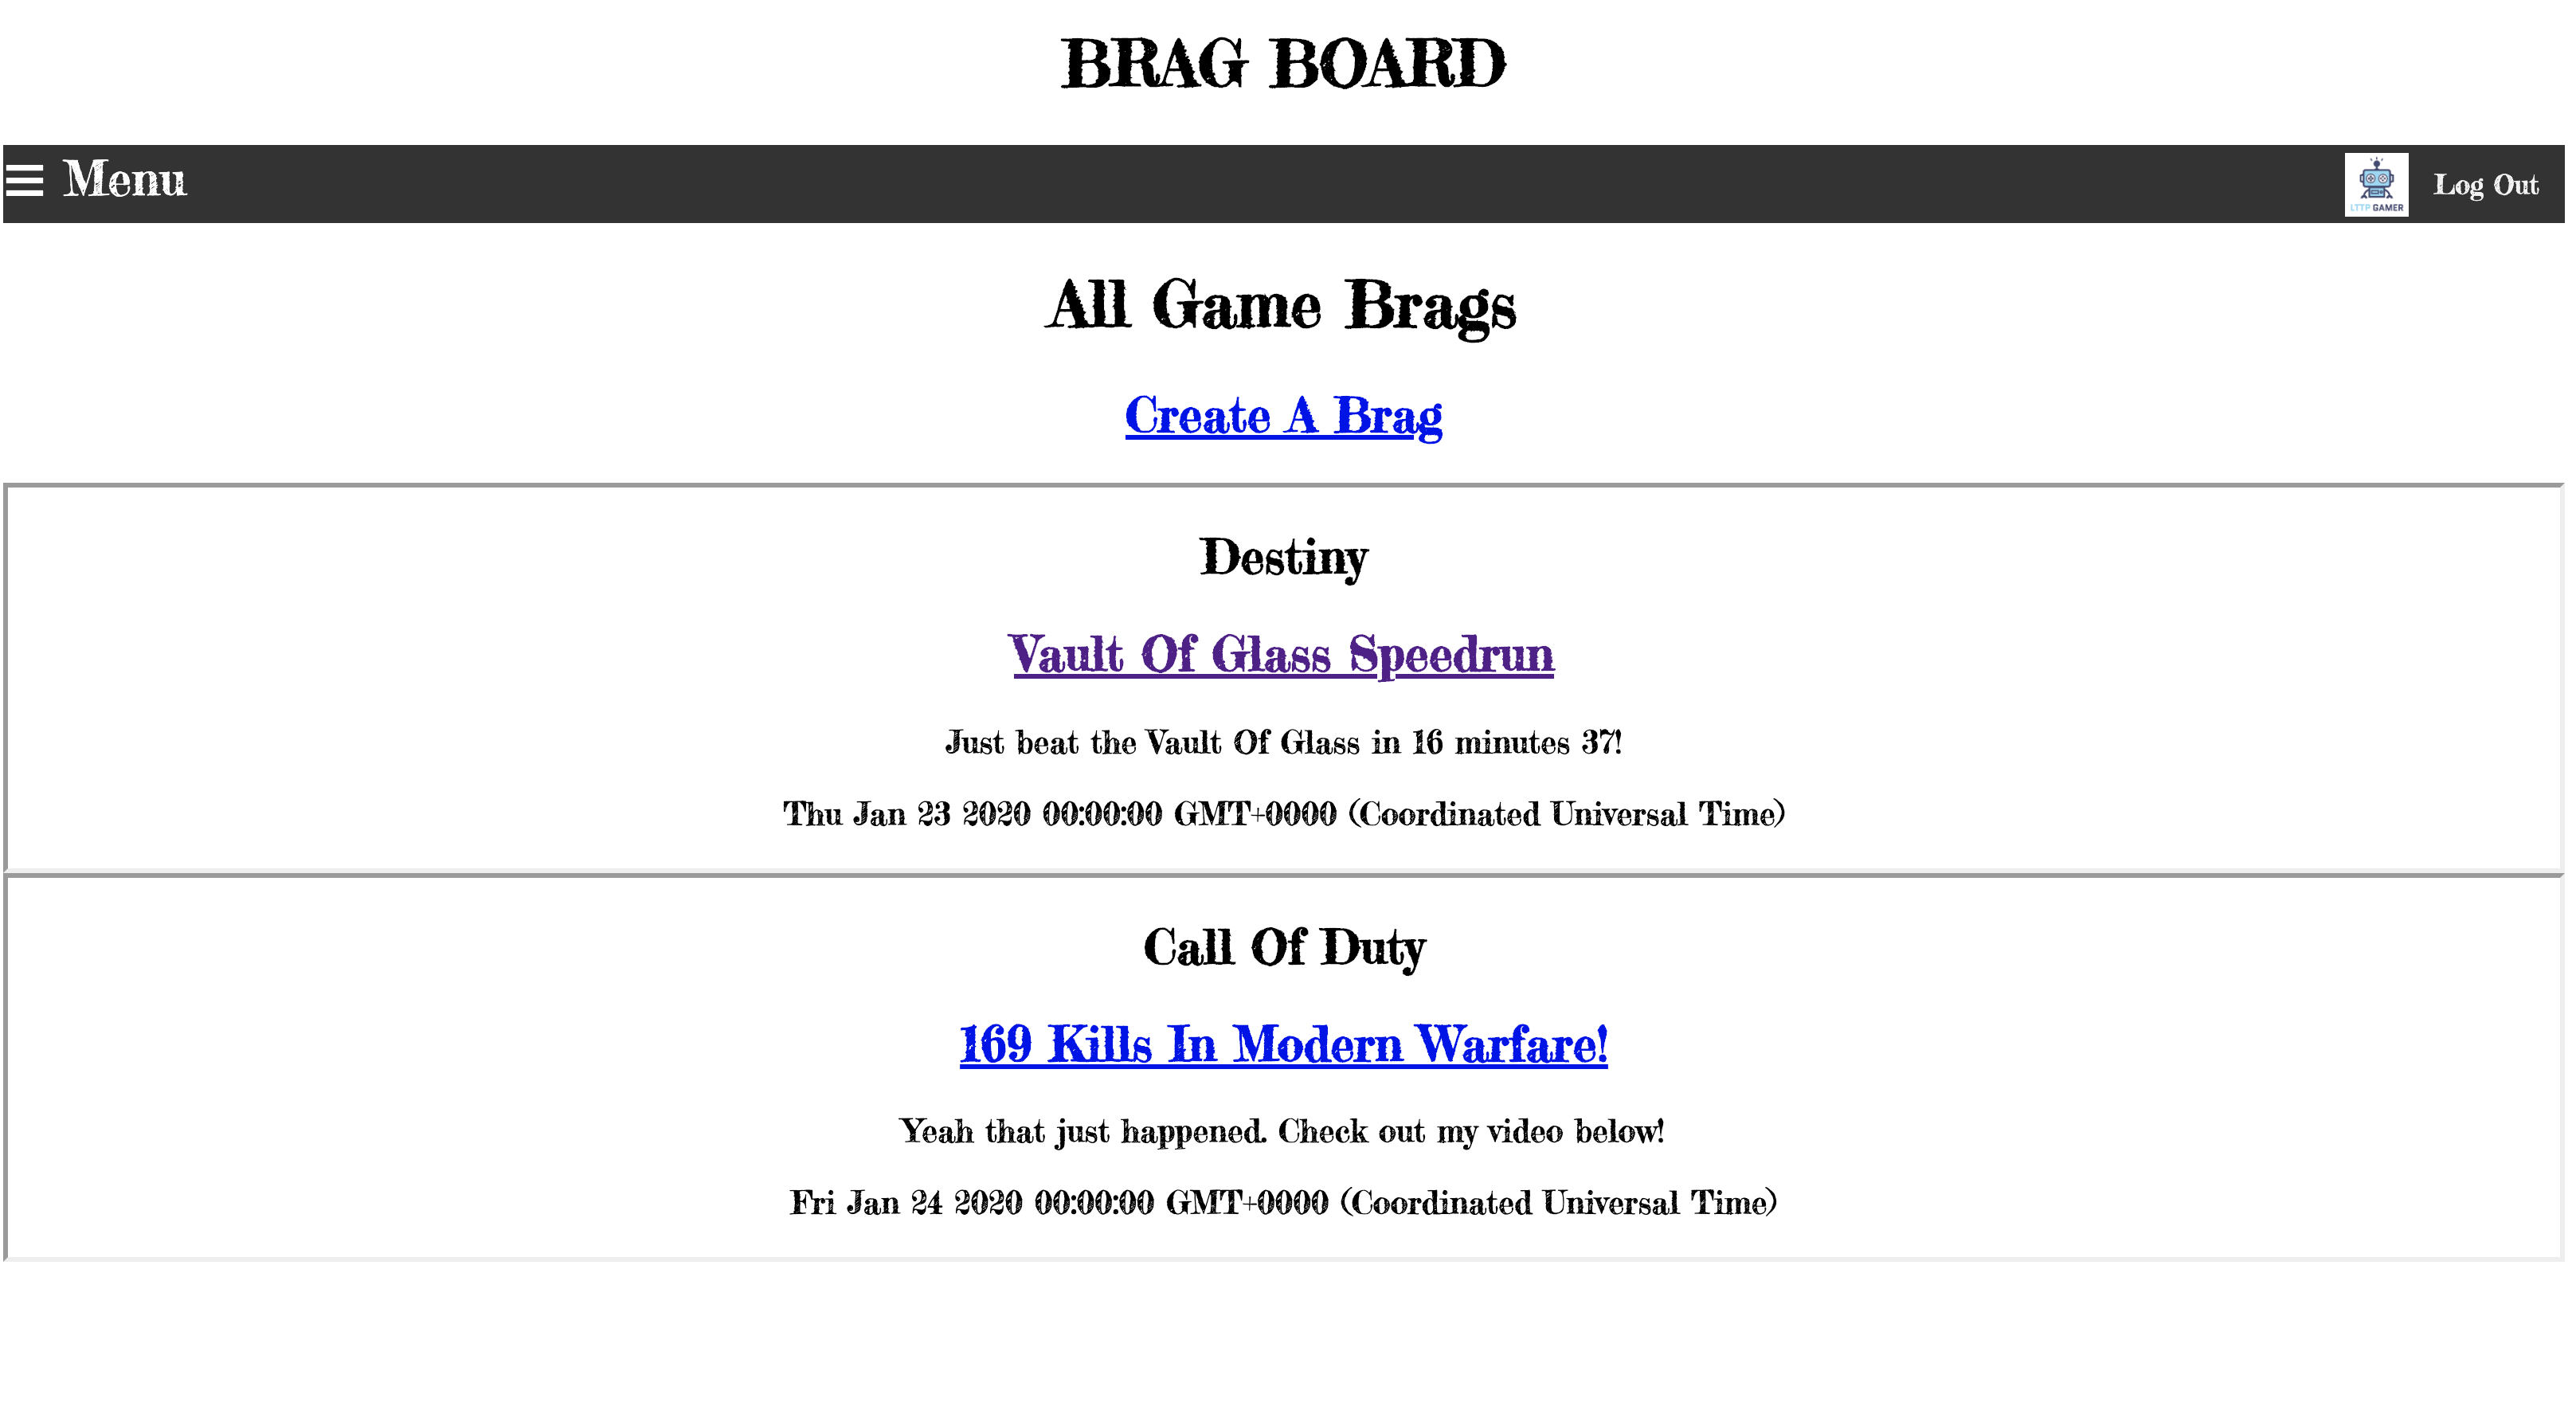 BRAG BOARD
☰ Menu
LTTP GAMER
Log Out
All Game Brags
Create A Brag
Destiny
Vault Of Glass Speedrun
Just beat the Vault Of Glass in 16 minutes 37!
Thu Jan 23 2020 00:00:00 GMT+0000 (Coordinated Universal Time)
Call Of Duty
169 Kills In Modern Warfare!
Yeah that just happened. Check out my video below!
Fri Jan 24 2020 00:00:00 GMT+0000 (Coordinated Universal Time)